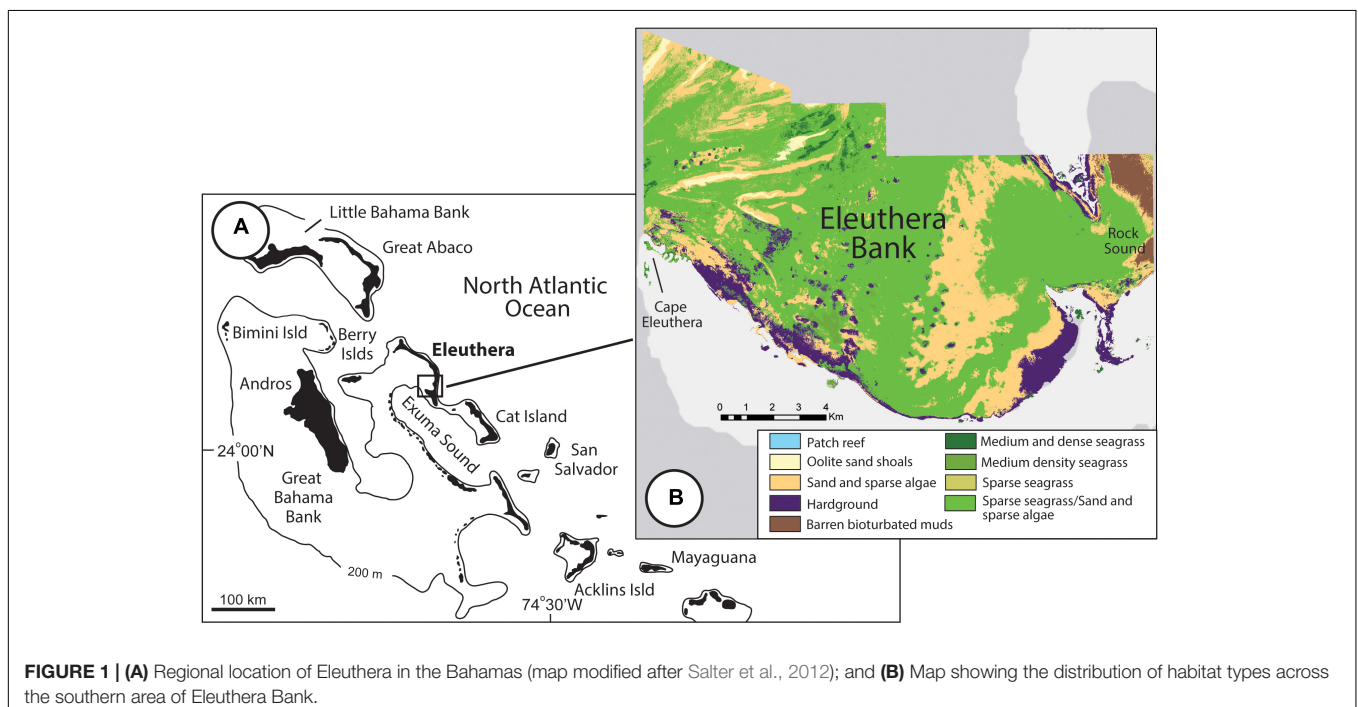 A
Little Bahama Bank
Great Abaco
North Atlantic
Ocean
Bimini Isld
Berry
Islds
Eleuthera
Andros
Exuma Sound
Cat Island
24°00'N
San
Salvador
Great
Bahama
Bank
200 m
Mayaguana
Acklins Isld
100 km
74°30'W
Eleuthera
Bank
Rock
Sound
Cape
Eleuthera
0 1 2 3 4
Km
B
Patch reef
Oolite sand shoals
Sand and sparse algae
Hardground
Barren bioturbated muds
Medium and dense seagrass
Medium density seagrass
Sparse seagrass
Sparse seagrass/Sand and
sparse algae
FIGURE 1 | (A) Regional location of Eleuthera in the Bahamas (map modified after Salter et al., 2012); and (B) Map showing the distribution of habitat types across
the southern area of Eleuthera Bank.